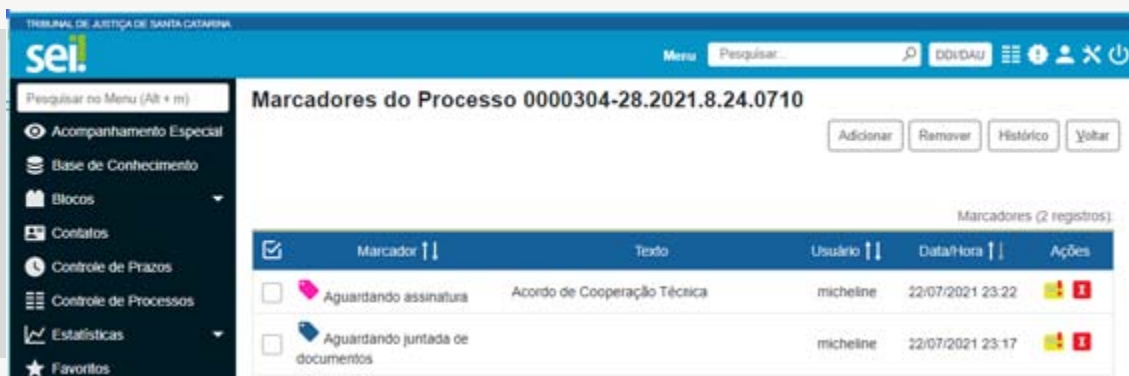 TRIBUNAL DE JUSTIÇA DE SANTA CATARINA
sei!
Menu
Pesquisar...
DDI/DAU
Pesquisar no Menu (Alt + m)
Marcadores do Processo 0000304-28.2021.8.24.0710
Acompanhamento Especial
Adicionar Remover Histórico Voltar
Base de Conhecimento
Blocos
Marcadores (2 registros):
Contatos
Marcador Texto Usuário Data/Hora Ações
Controle de Prazos
Aguardando assinatura Acordo de Cooperação Técnica micheline 22/07/2021 23:22
Controle de Processos
Estatísticas
Aguardando juntada de documentos micheline 22/07/2021 23:17
Favoritos